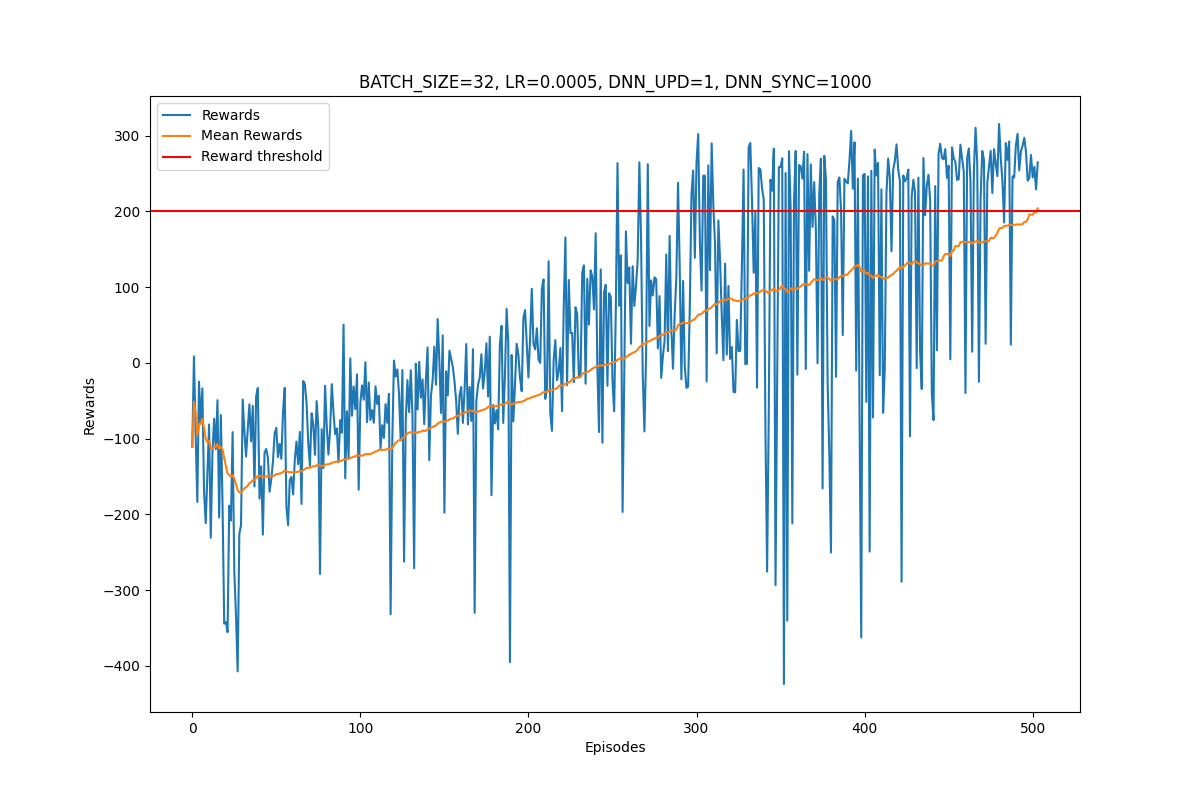 BATCH_SIZE=32, LR=0.0005, DNN_UPD=1, DNN_SYNC=1000
Rewards
Mean Rewards
Reward threshold
300
200
100
0
−100
−200
−300
−400
Rewards
0 100 200 300 400 500
Episodes